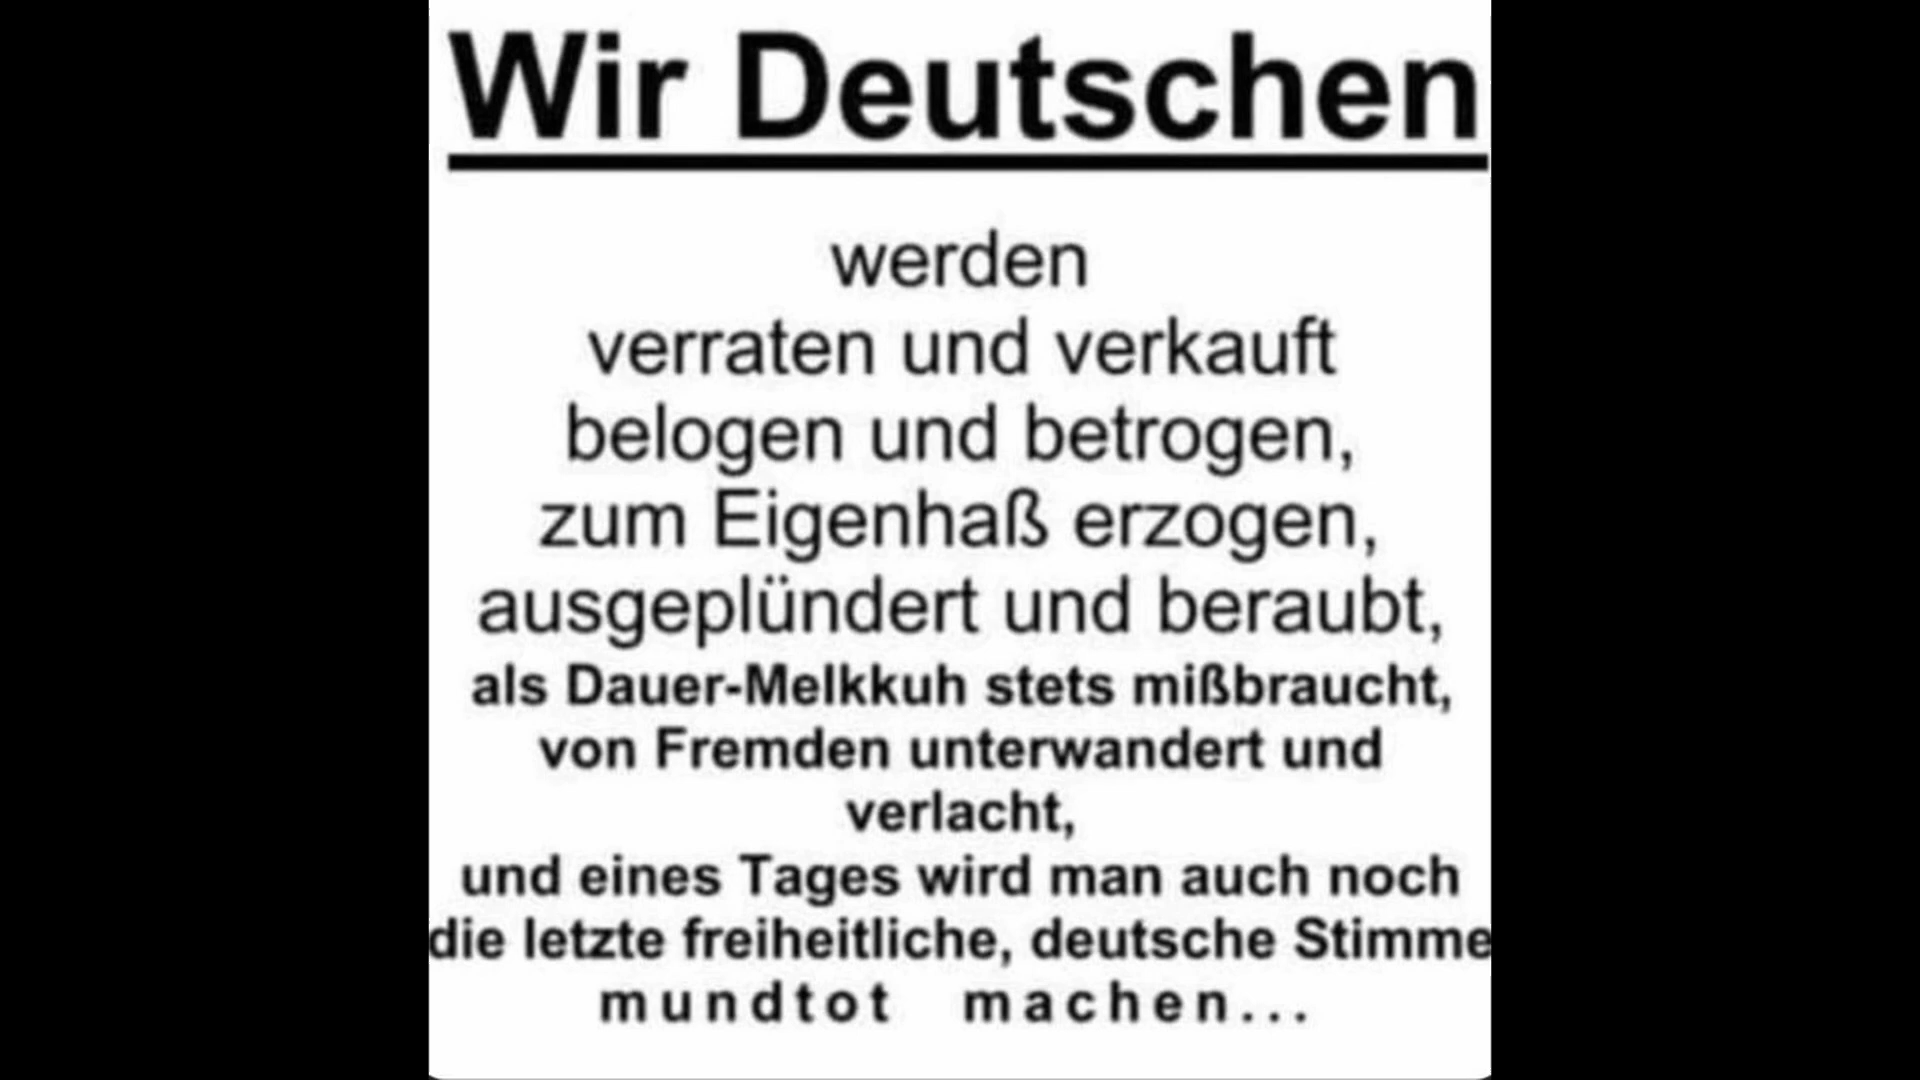 Wir Deutschen
werden
verraten und verkauft
belogen und betrogen,
zum Eigenhaß erzogen,
ausgeplündert und beraubt,
als Dauer-Melkkuh stets mißbraucht,
von Fremden unterwandert und
verlacht,
und eines Tages wird man auch noch
die letzte freiheitliche, deutsche Stimme
mundtot machen...